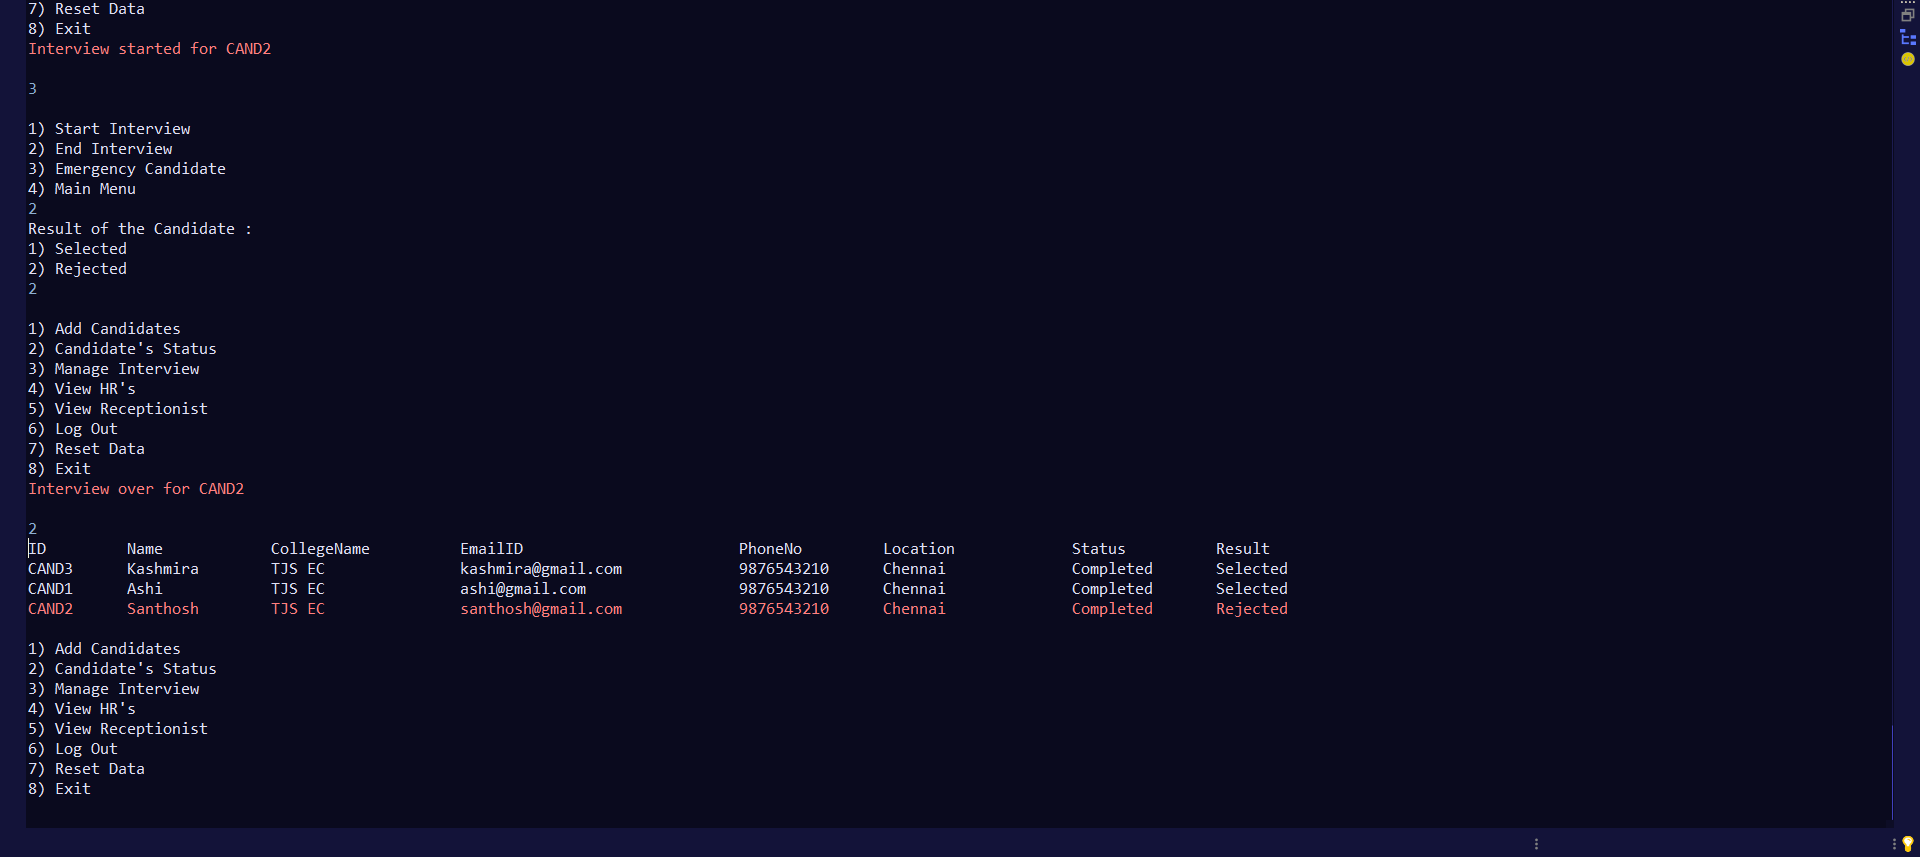 7) Reset Data
8) Exit
Interview started for CAND2
3
1) Start Interview
2) End Interview
3) Emergency Candidate
4) Main Menu
2
Result of the Candidate :
1) Selected
2) Rejected
2
1) Add Candidates
2) Candidate's Status
3) Manage Interview
4) View HR's
5) View Receptionist
6) Log Out
7) Reset Data
8) Exit
Interview over for CAND2
2
ID Name CollegeName EmailID PhoneNo Location Status Result
CAND3 Kashmira TJS EC kashmira@gmail.com 9876543210 Chennai Completed Selected
CAND1 Ashi TJS EC ashi@gmail.com 9876543210 Chennai Completed Selected
CAND2 Santhosh TJS EC santhosh@gmail.com 9876543210 Chennai Completed Rejected
1) Add Candidates
2) Candidate's Status
3) Manage Interview
4) View HR's
5) View Receptionist
6) Log Out
7) Reset Data
8) Exit